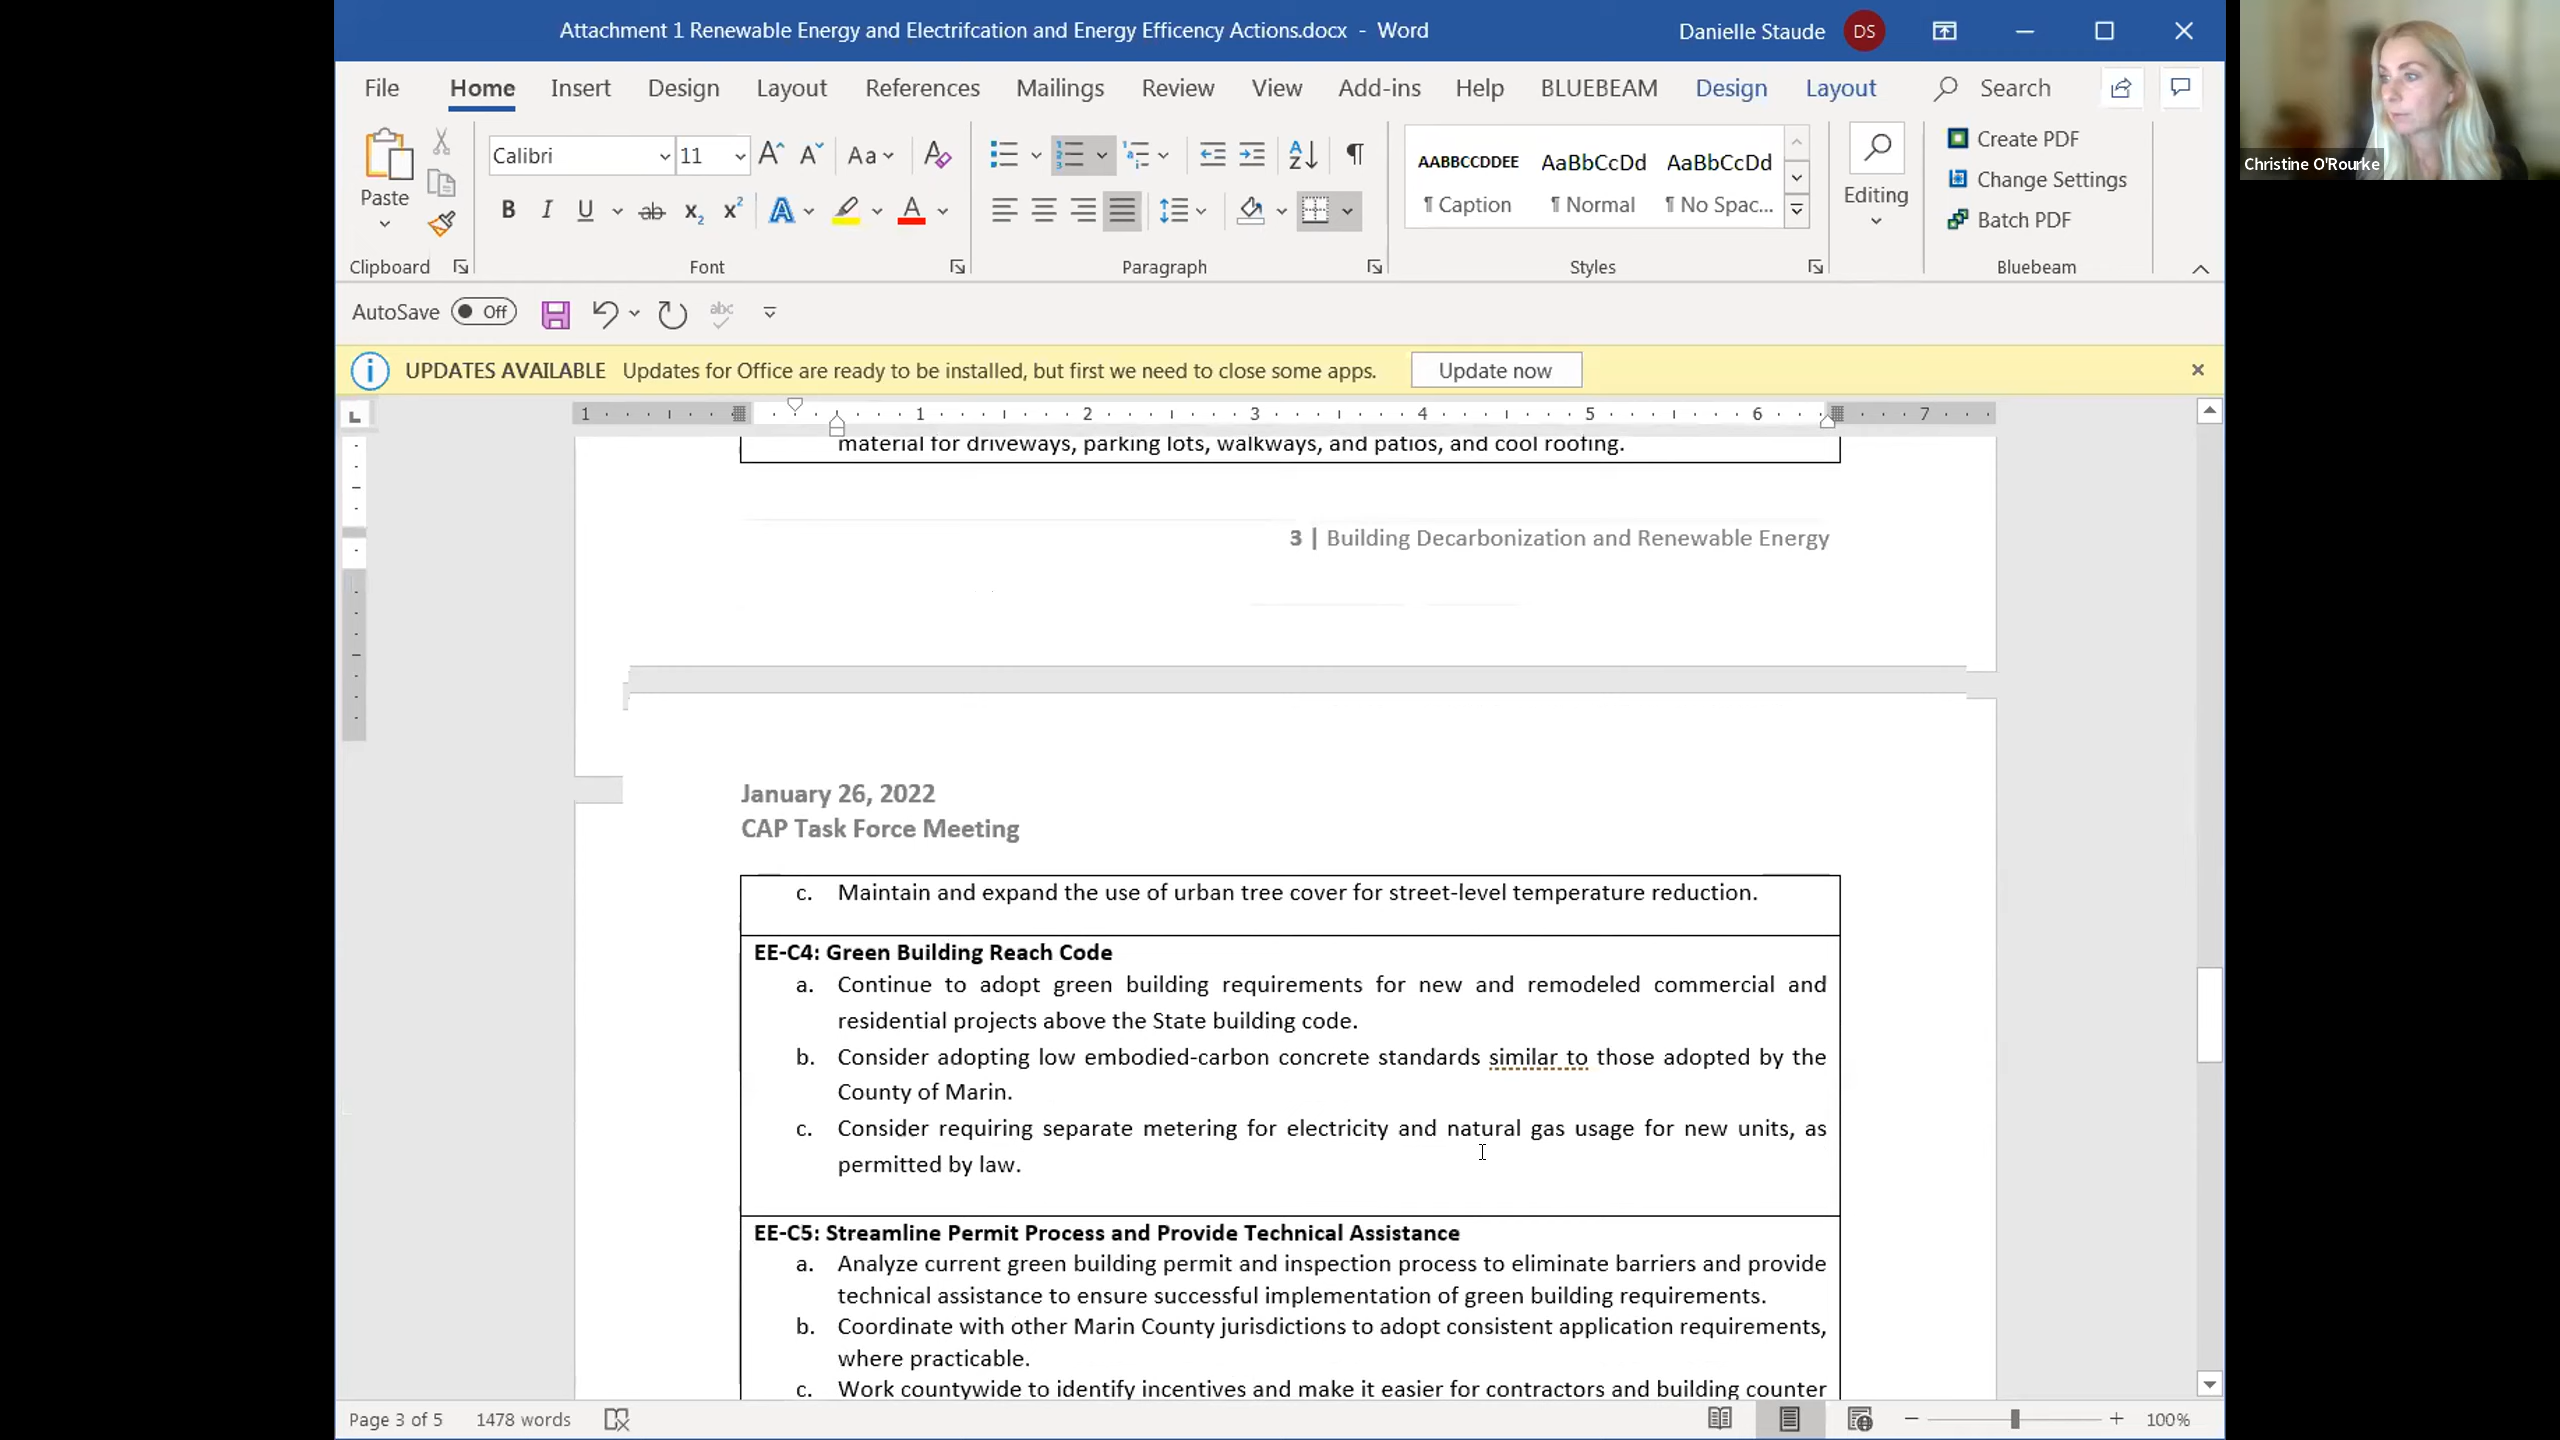 Attachment 1 Renewable Energy and Electrifcation and Energy Efficency Actions.docx - Word
Danielle Staude DS
File Home Insert Design Layout References Mailings Review View Add-ins Help BLUEBEAM Design Layout Search
Paste
Clipboard
Calibri 11
Font
Paragraph
AABBCCDDEE AaBbCcDd AaBbCcDd
¶ Caption ¶ Normal ¶ No Spac...
Styles
Editing
Create PDF
Change Settings
Batch PDF
Bluebeam
AutoSave Off
UPDATES AVAILABLE Updates for Office are ready to be installed, but first we need to close some apps. Update now
1 1 2 3 4 5 6 7
material for driveways, parking lots, walkways, and patios, and cool roofing.
3 | Building Decarbonization and Renewable Energy
January 26, 2022
CAP Task Force Meeting
c. Maintain and expand the use of urban tree cover for street-level temperature reduction.
EE-C4: Green Building Reach Code
a. Continue to adopt green building requirements for new and remodeled commercial and
residential projects above the State building code.
b. Consider adopting low embodied-carbon concrete standards similar to those adopted by the
County of Marin.
c. Consider requiring separate metering for electricity and natural gas usage for new units, as
permitted by law.
EE-C5: Streamline Permit Process and Provide Technical Assistance
a. Analyze current green building permit and inspection process to eliminate barriers and provide
technical assistance to ensure successful implementation of green building requirements.
b. Coordinate with other Marin County jurisdictions to adopt consistent application requirements,
where practicable.
c. Work countywide to identify incentives and make it easier for contractors and building counter
Page 3 of 5 1478 words 100%
Christine O'Rourke